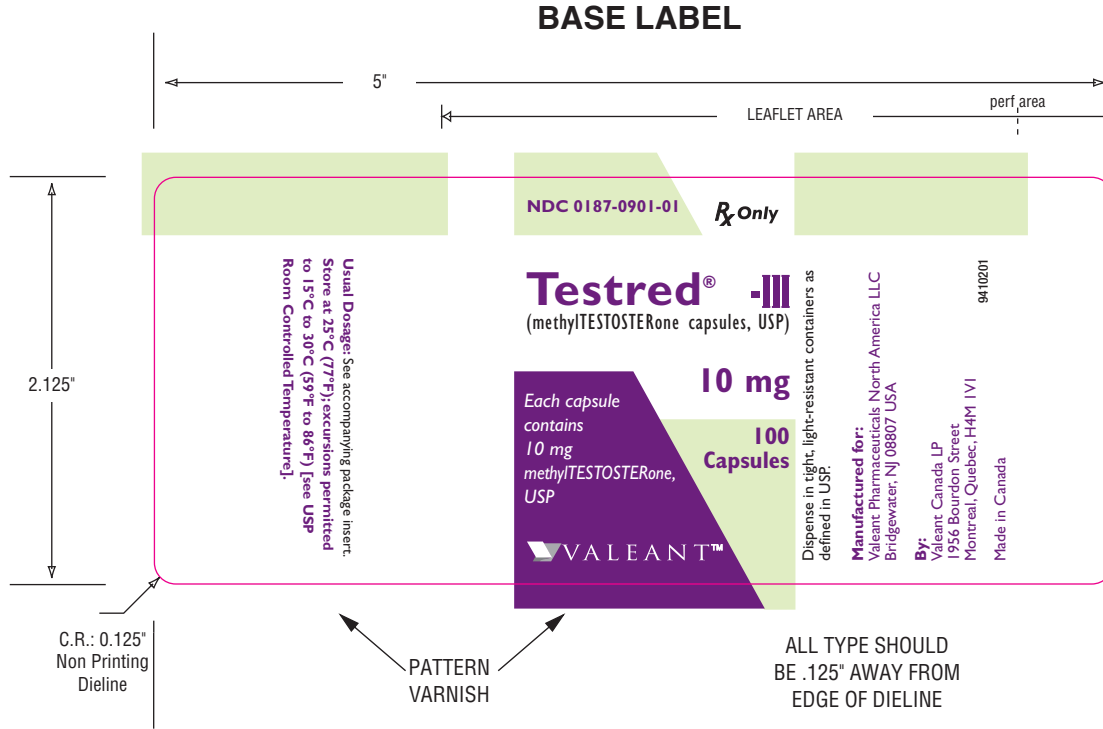 BASE LABEL
5"
LEAFLET AREA
perf area
2.125"
NDC 0187-0901-01
Rx Only
Usual Dosage: See accompanying package insert.
Store at 25°C (77°F); excursions permitted
to 15°C to 30°C (59°F to 86°F) [see USP
Room Controlled Temperature].
Testred® -III
(methylTESTOSTERone capsules, USP)
10 mg
Each capsule
contains
10 mg
methylTESTOSTERone,
USP
100
Capsules
VALEANT™
Dispense in tight, light-resistant containers as
defined in USP.
Manufactured for:
Valeant Pharmaceuticals North America LLC
Bridgewater, NJ 08807 USA
By:
Valeant Canada LP
1956 Bourdon Street
Montreal, Quebec, H4M 1V1
Made in Canada
9410201
C.R.: 0.125"
Non Printing
Dieline
PATTERN
VARNISH
ALL TYPE SHOULD
BE .125" AWAY FROM
EDGE OF DIELINE